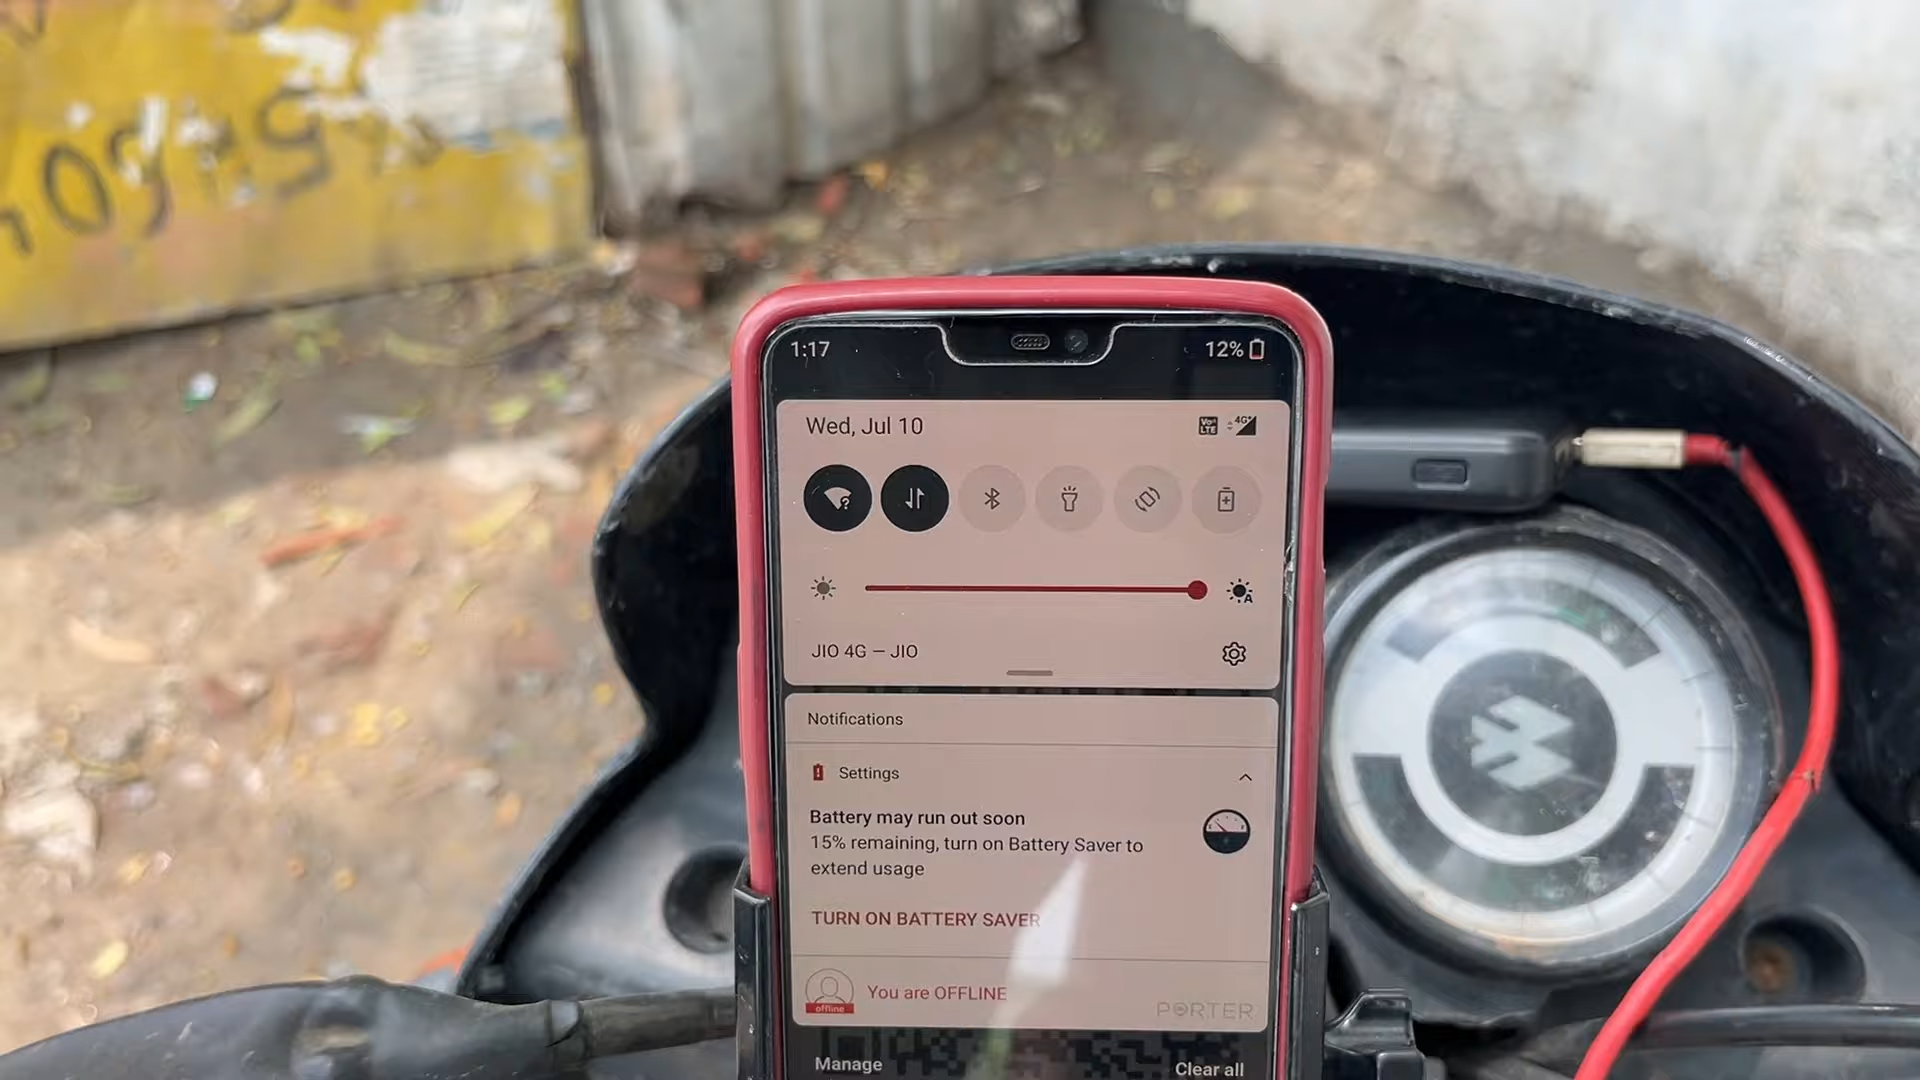 1:17
12%
Wed, Jul 10
Vo LTE 4G+
JIO 4G — JIO
Notifications
Settings
Battery may run out soon
15% remaining, turn on Battery Saver to
extend usage
TURN ON BATTERY SAVER
You are OFFLINE
offline
PORTER
Manage
Clear all